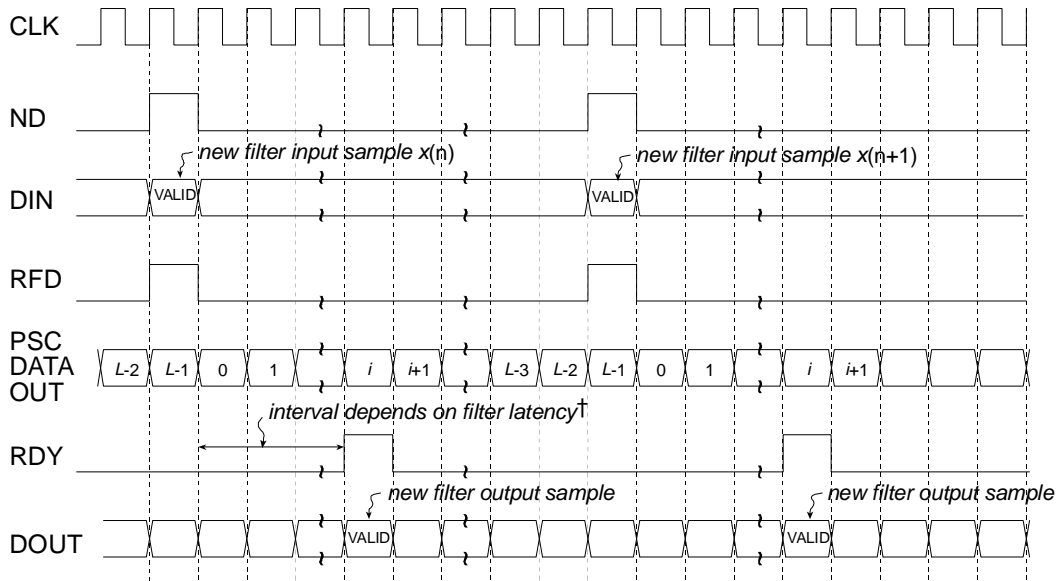 CLK
ND
new filter input sample x(n)
new filter input sample x(n+1)
DIN
VALID
VALID
RFD
PSC
DATA
OUT
L-2 L-1 0 1 i i+1 L-3 L-2 L-1 0 1 i i+1
interval depends on filter latency†
RDY
new filter output sample
new filter output sample
DOUT
VALID
VALID